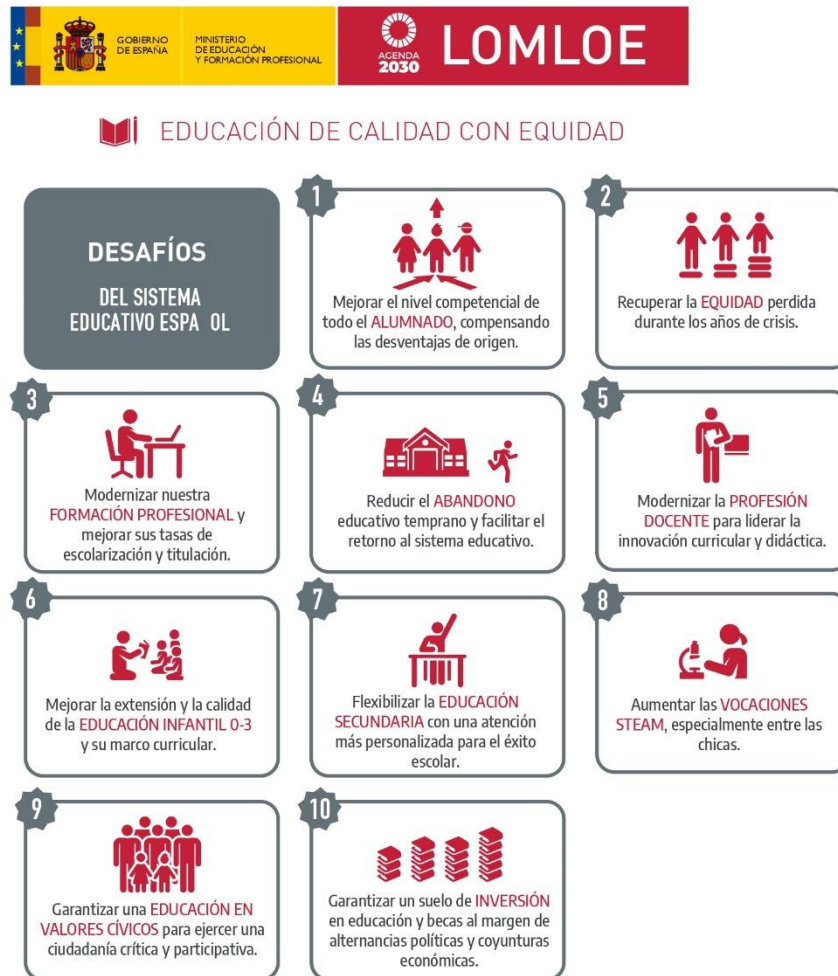 GOBIERNO
DE ESPAÑA
MINISTERIO
DE EDUCACIÓN
Y FORMACIÓN PROFESIONAL
AGENDA
2030
LOMLOE
EDUCACIÓN DE CALIDAD CON EQUIDAD
DESAFÍOS
DEL SISTEMA
EDUCATIVO ESPA OL
1
Mejorar el nivel competencial de
todo el ALUMNADO, compensando
las desventajas de origen.
2
Recuperar la EQUIDAD perdida
durante los años de crisis.
3
Modernizar nuestra
FORMACIÓN PROFESIONAL y
mejorar sus tasas de
escolarización y titulación.
4
Reducir el ABANDONO
educativo temprano y facilitar el
retorno al sistema educativo.
5
Modernizar la PROFESIÓN
DOCENTE para liderar la
innovación curricular y didáctica.
6
Mejorar la extensión y la calidad
de la EDUCACIÓN INFANTIL 0-3
y su marco curricular.
7
Flexibilizar la EDUCACIÓN
SECUNDARIA con una atención
más personalizada para el éxito
escolar.
8
Aumentar las VOCACIONES
STEAM, especialmente entre las
chicas.
9
Garantizar una EDUCACIÓN EN
VALORES CÍVICOS para ejercer una
ciudadanía crítica y participativa.
10
Garantizar un suelo de INVERSIÓN
en educación y becas al margen de
alternancias políticas y coyunturas
económicas.